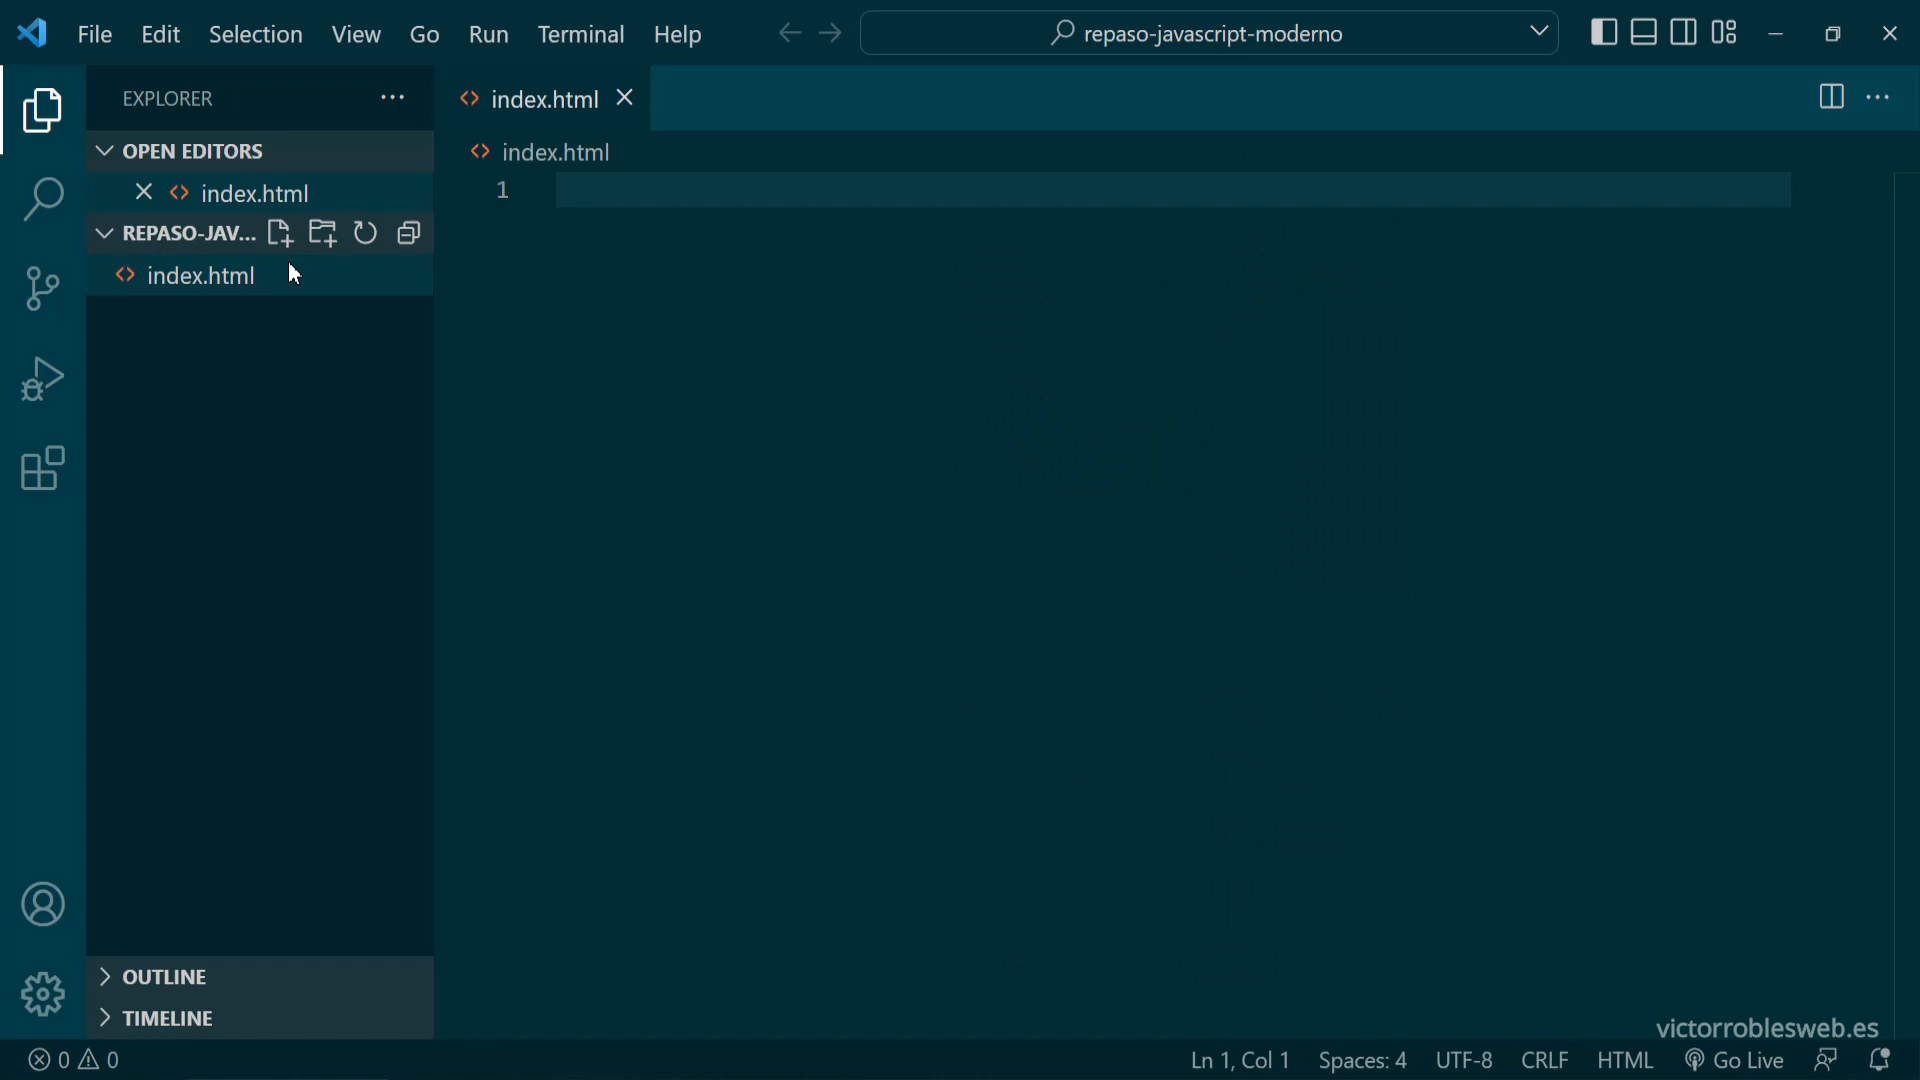 File Edit Selection View Go Run Terminal Help
repaso-javascript-moderno
EXPLORER
index.html
OPEN EDITORS
index.html
index.html
1
REPASO-JAV...
index.html
OUTLINE
TIMELINE
victorroblesweb.es
0 0
Ln 1, Col 1 Spaces: 4 UTF-8 CRLF HTML Go Live